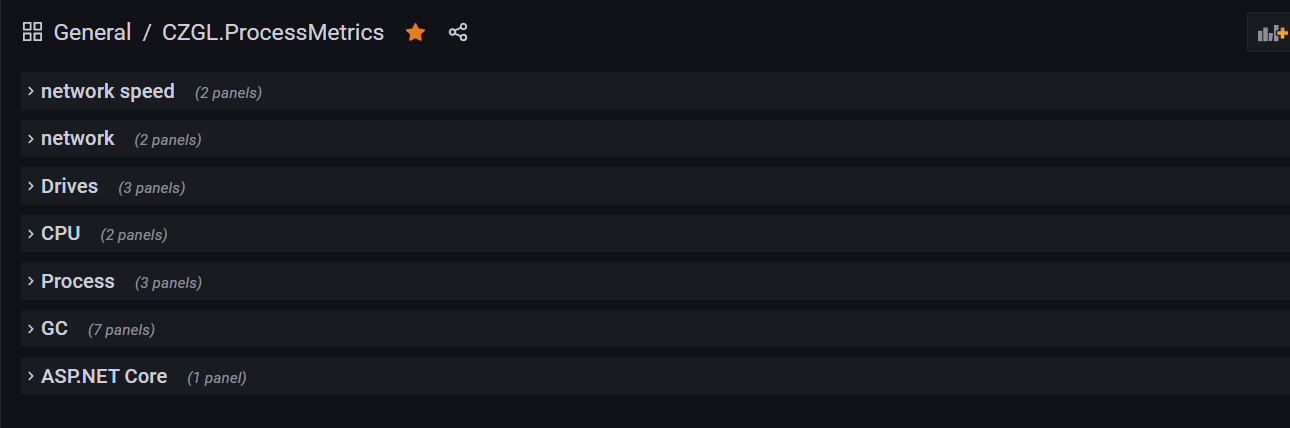 General / CZGL.ProcessMetrics
network speed (2 panels)
network (2 panels)
Drives (3 panels)
CPU (2 panels)
Process (3 panels)
GC (7 panels)
ASP.NET Core (1 panel)